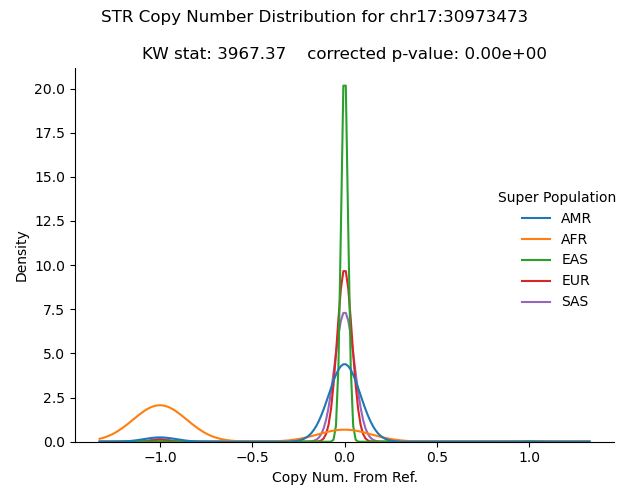 STR Copy Number Distribution for chr17:30973473
KW stat: 3967.37    corrected p-value: 0.00e+00
20.0
17.5
15.0
12.5
10.0
7.5
5.0
2.5
0.0
Density
−1.0
−0.5
0.0
0.5
1.0
Copy Num. From Ref.
Super Population
AMR
AFR
EAS
EUR
SAS